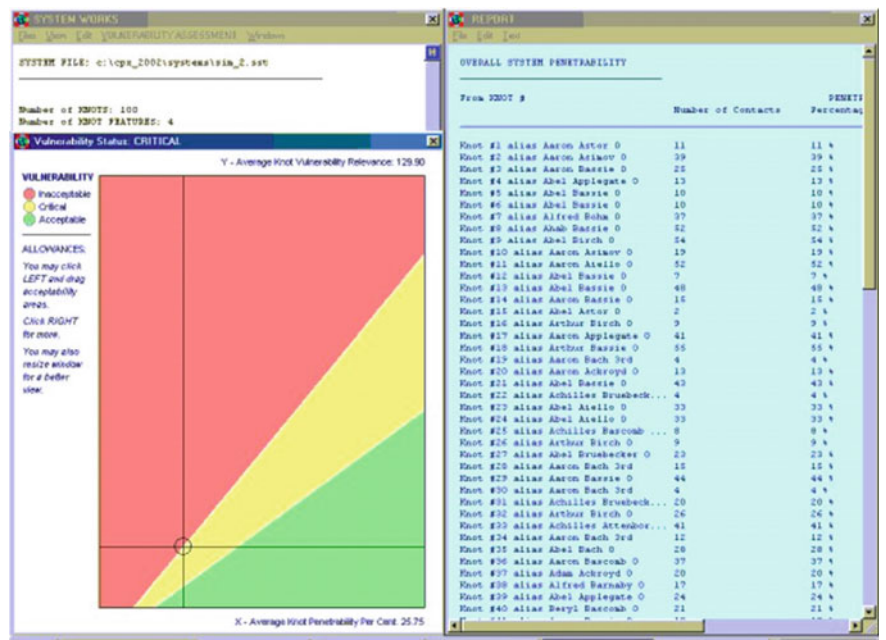 SYSTEM WORKS
Files View Edit VULNERABILITY ASSESSMENT Windows
SYSTEM FILE: c:\cpx_2002\systems\sim_2.sst
Number of KNOTS: 100
Number of KNOT FEATURES: 4
Vulnerability Status: CRITICAL
Y - Average Knot Vulnerability Relevance: 129.90
VULNERABILITY
Inacceptable
Critical
Acceptable
ALLOWANCES:
You may click
LEFT and drag
acceptability
areas.
Click RIGHT
for more.
You may also
resize window
for a better
view.
X - Average Knot Penetrability Per Cent: 25.75
REPORT
File Edit Text
OVERALL SYSTEM PENETRABILITY
From KNOT # PENETR
Number of Contacts Percentag
Knot #1 alias Aaron Astor 0 11 11 %
Knot #2 alias Aaron Asimov 0 39 39 %
Knot #3 alias Aaron Bassie 0 25 25 %
Knot #4 alias Abel Applegate 0 13 13 %
Knot #5 alias Abel Bassie 0 10 10 %
Knot #6 alias Abel Bassie 0 10 10 %
Knot #7 alias Alfred Bohm 0 37 37 %
Knot #8 alias Ahab Bassie 0 52 52 %
Knot #9 alias Abel Birch 0 54 54 %
Knot #10 alias Aaron Asimov 0 19 19 %
Knot #11 alias Aaron Aiello 0 52 52 %
Knot #12 alias Abel Bassie 0 7 7 %
Knot #13 alias Abel Bassie 0 48 48 %
Knot #14 alias Aaron Bassie 0 15 15 %
Knot #15 alias Abel Astor 0 2 2 %
Knot #16 alias Arthur Birch 0 9 9 %
Knot #17 alias Aaron Applegate 0 41 41 %
Knot #18 alias Arthur Bassie 0 55 55 %
Knot #19 alias Aaron Bach 3rd 4 4 %
Knot #20 alias Aaron Ackroyd 0 13 13 %
Knot #21 alias Abel Bassie 0 43 43 %
Knot #22 alias Achilles Bruebeck... 4 4 %
Knot #23 alias Abel Aiello 0 33 33 %
Knot #24 alias Abel Aiello 0 33 33 %
Knot #25 alias Achilles Bascomb ... 8 8 %
Knot #26 alias Arthur Birch 0 9 9 %
Knot #27 alias Abel Bruebecker 0 23 23 %
Knot #28 alias Aaron Bach 3rd 15 15 %
Knot #29 alias Aaron Bassie 0 44 44 %
Knot #30 alias Aaron Bach 3rd 4 4 %
Knot #31 alias Achilles Bruebeck... 20 20 %
Knot #32 alias Arthur Birch 0 26 26 %
Knot #33 alias Achilles Attenbor... 41 41 %
Knot #34 alias Aaron Bach 3rd 12 12 %
Knot #35 alias Abel Bach 0 28 28 %
Knot #36 alias Aaron Bascomb 0 37 37 %
Knot #37 alias Adam Ackroyd 0 20 20 %
Knot #38 alias Alfred Barnaby 0 17 17 %
Knot #39 alias Abel Applegate 0 24 24 %
Knot #40 alias Beryl Bascomb 0 21 21 %